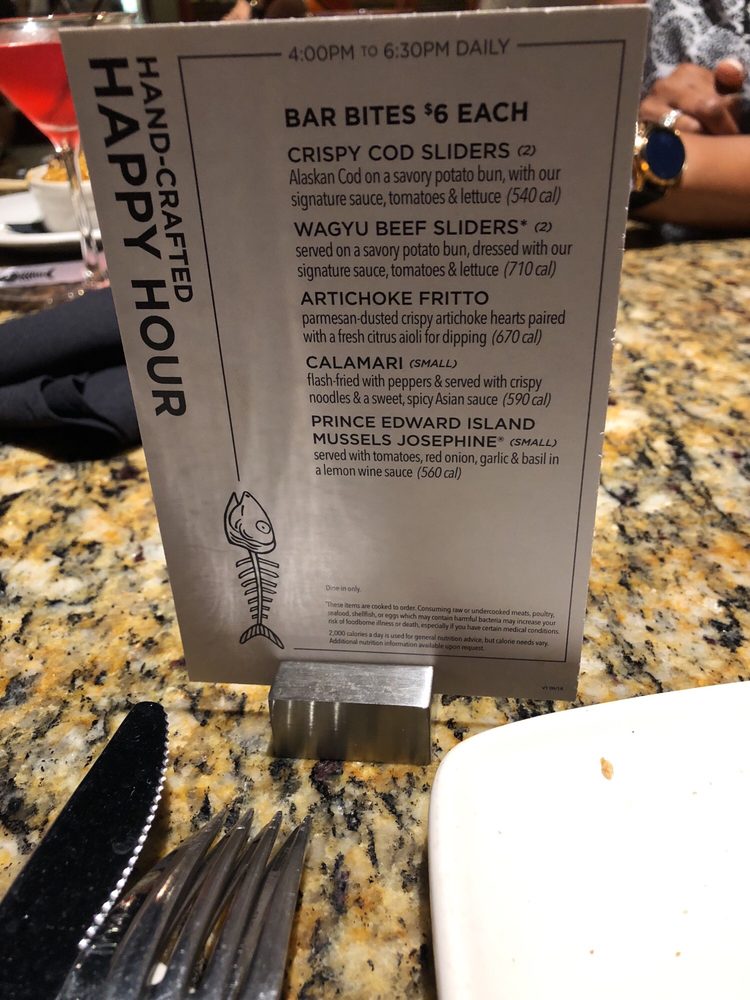 HAND-CRAFTED
HAPPY HOUR
4:00PM TO 6:30PM DAILY
BAR BITES $6 EACH
CRISPY COD SLIDERS (2)
Alaskan Cod on a savory potato bun, with our
signature sauce, tomatoes & lettuce (540 cal)
WAGYU BEEF SLIDERS* (2)
served on a savory potato bun, dressed with our
signature sauce, tomatoes & lettuce (710 cal)
ARTICHOKE FRITTO
parmesan-dusted crispy artichoke hearts paired
with a fresh citrus aioli for dipping (670 cal)
CALAMARI (SMALL)
flash-fried with peppers & served with crispy
noodles & a sweet, spicy Asian sauce (590 cal)
PRINCE EDWARD ISLAND
MUSSELS JOSEPHINE® (SMALL)
served with tomatoes, red onion, garlic & basil in
a lemon wine sauce (560 cal)
Dine-in only.
*These items are cooked to order. Consuming raw or undercooked meats, poultry,
seafood, shellfish, or eggs which may contain harmful bacteria may increase your
risk of foodborne illness or death, especially if you have certain medical conditions.
2,000 calories a day is used for general nutrition advice, but calorie needs vary.
Additional nutrition information available upon request.